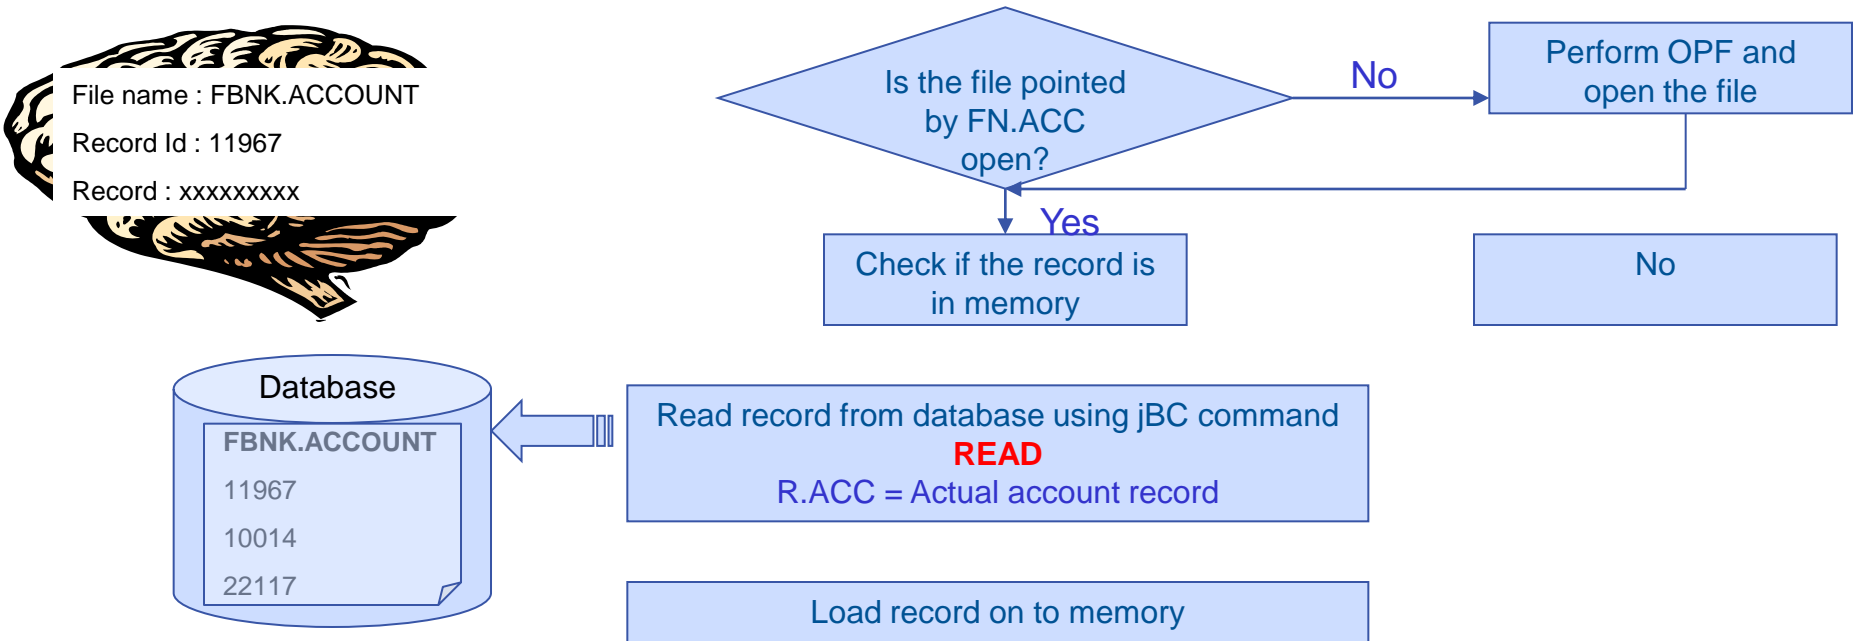 File name : FBNK.ACCOUNT
Record Id : 11967
Record : xxxxxxxxx
Is the file pointed
by FN.ACC
open?
No
Perform OPF and
open the file
Yes
Check if the record is
in memory
No
Database
FBNK.ACCOUNT
11967
10014
22117
Read record from database using jBC command
READ
R.ACC = Actual account record
Load record on to memory